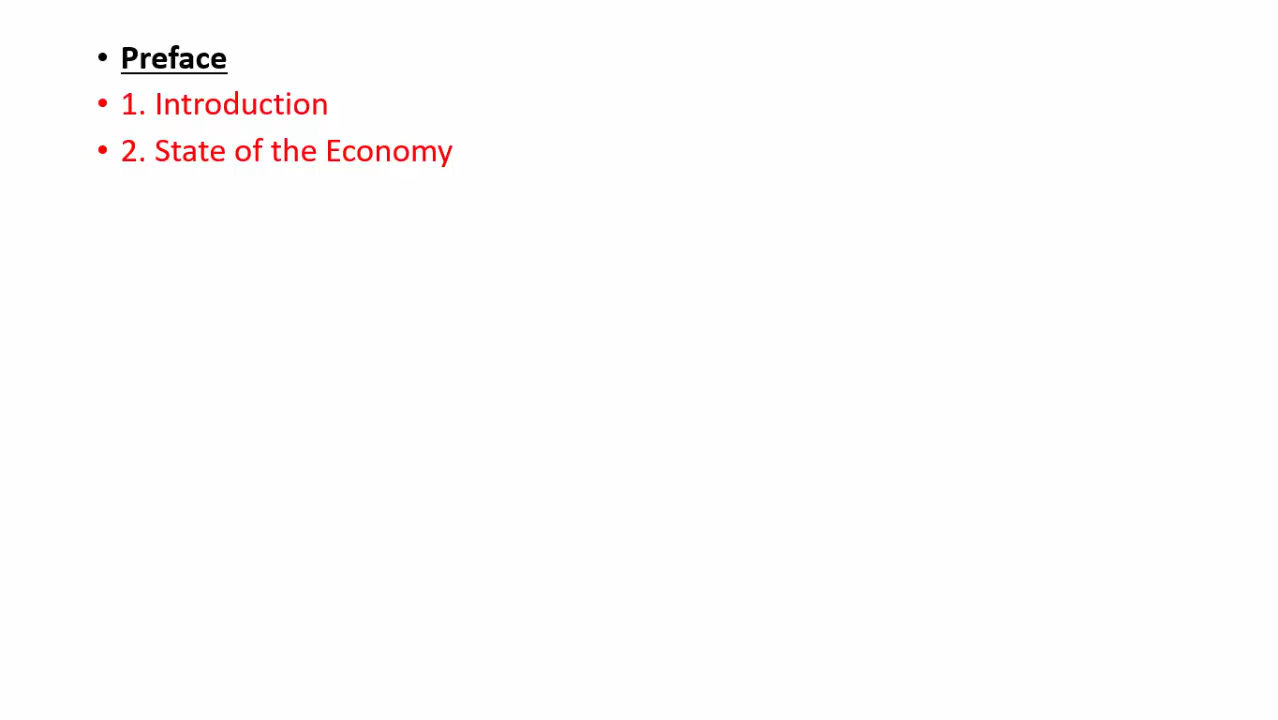 • Preface
• 1. Introduction
• 2. State of the Economy